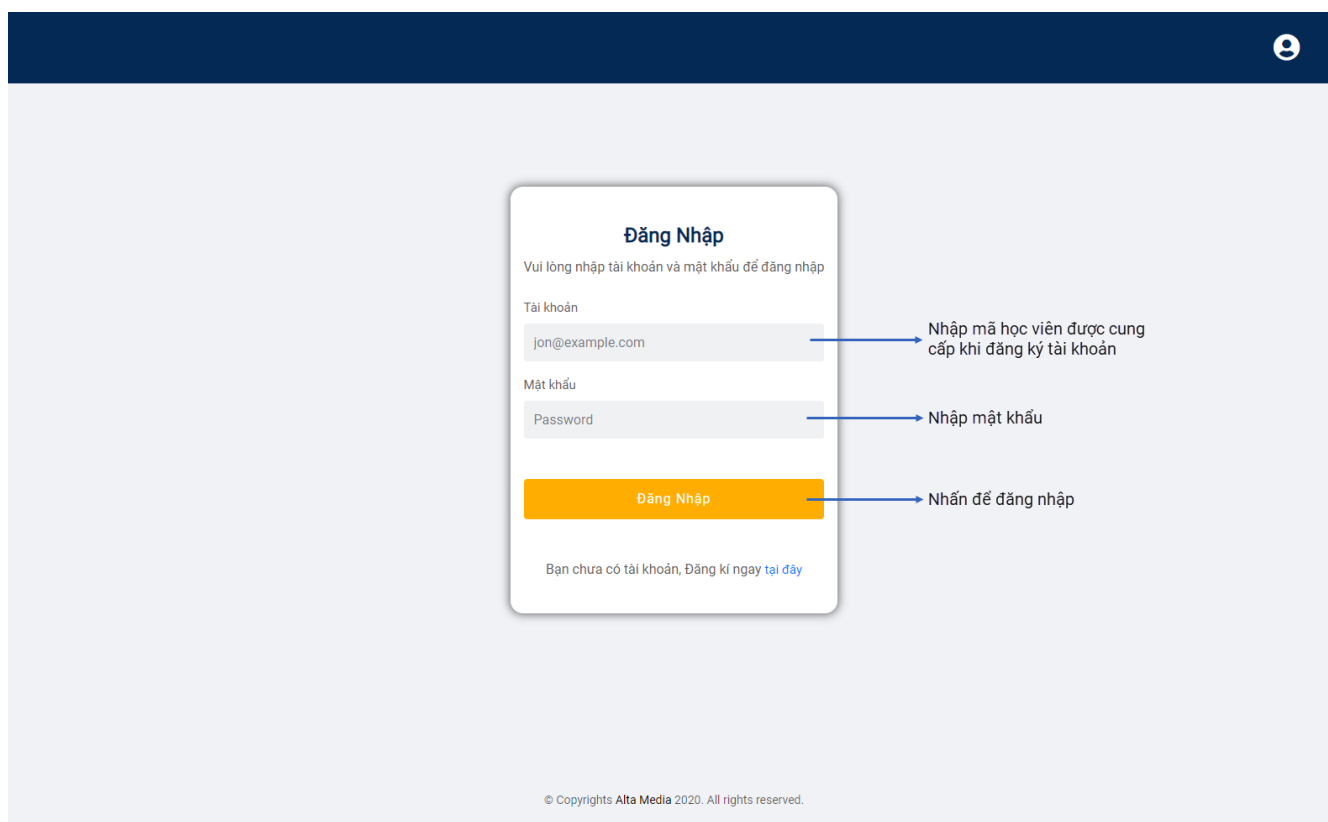 Đăng Nhập
Vui lòng nhập tài khoản và mật khẩu để đăng nhập
Tài khoản
jon@example.com
Nhập mã học viên được cung
cấp khi đăng ký tài khoản
Mật khẩu
Password
Nhập mật khẩu
Đăng Nhập
Nhấn để đăng nhập
Bạn chưa có tài khoản, Đăng kí ngay tại đây
© Copyrights Alta Media 2020. All rights reserved.